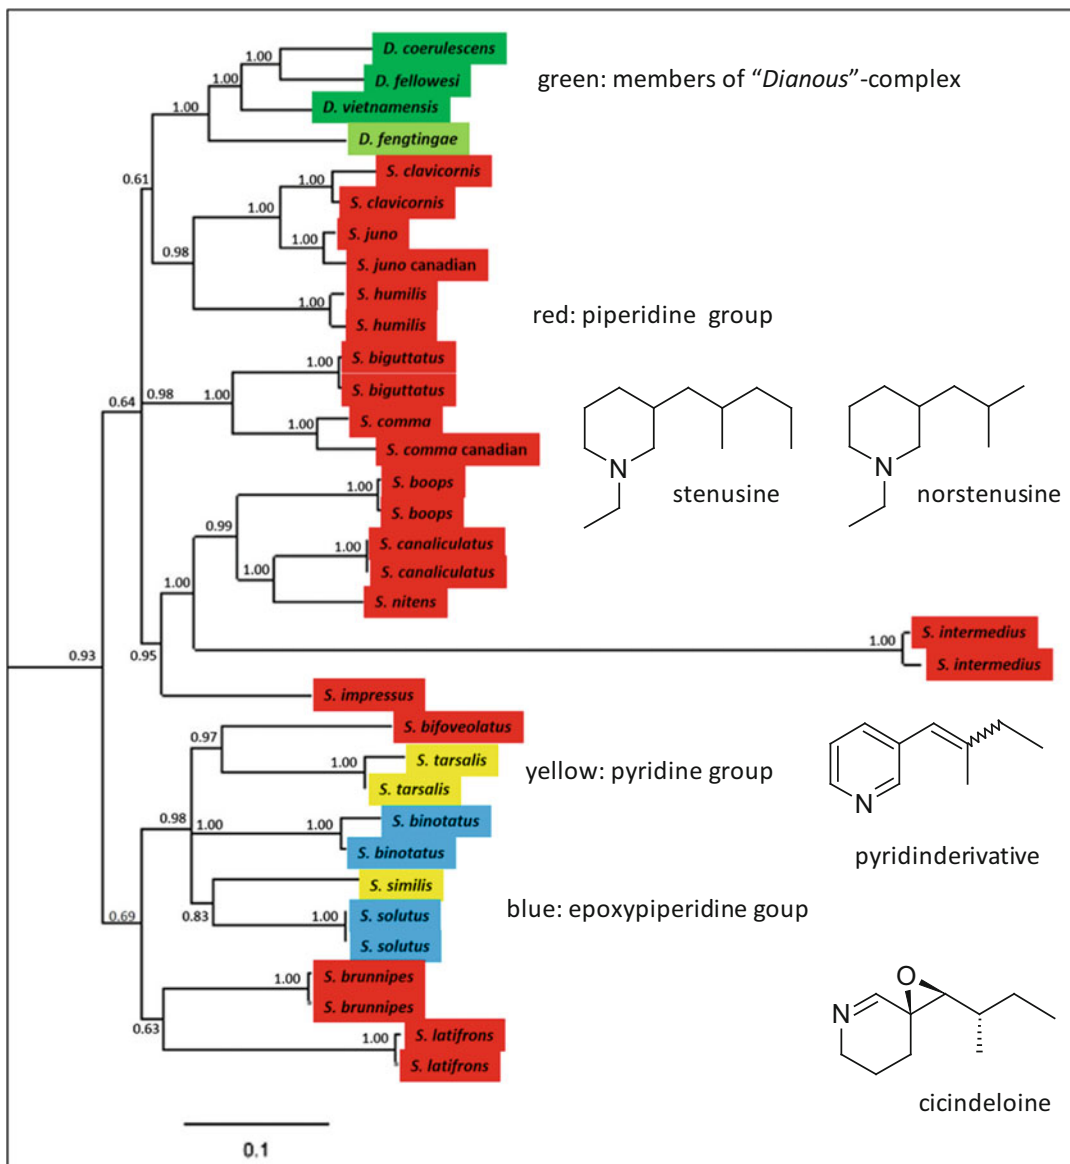 1.00
D. coerulescens
1.00
D. fellowesi
green: members of “Dianous”-complex
1.00
D. vietnamensis
D. fengtingae
0.61
1.00
S. clavicornis
1.00
S. clavicornis
S. juno
0.98
1.00
S. juno canadian
1.00
S. humilis
S. humilis
red: piperidine group
1.00
S. biguttatus
0.64
0.98
1.00
S. biguttatus
S. comma
1.00
S. comma canadian
1.00
S. boops
N
stenusine
N
norstenusine
S. boops
0.99
1.00
S. canaliculatus
S. canaliculatus
1.00
1.00
S. nitens
1.00
S. intermedius
0.93
0.95
S. intermedius
S. impressus
0.97
S. bifoveolatus
1.00
S. tarsalis
yellow: pyridine group
S. tarsalis
N
0.98
1.00
1.00
S. binotatus
S. binotatus
pyridinderivative
S. similis
0.69
0.83
1.00
S. solutus
blue: epoxypiperidine goup
S. solutus
1.00
S. brunnipes
O
S. brunnipes
N
0.63
1.00
S. latifrons
S. latifrons
cicindeloine
0.1